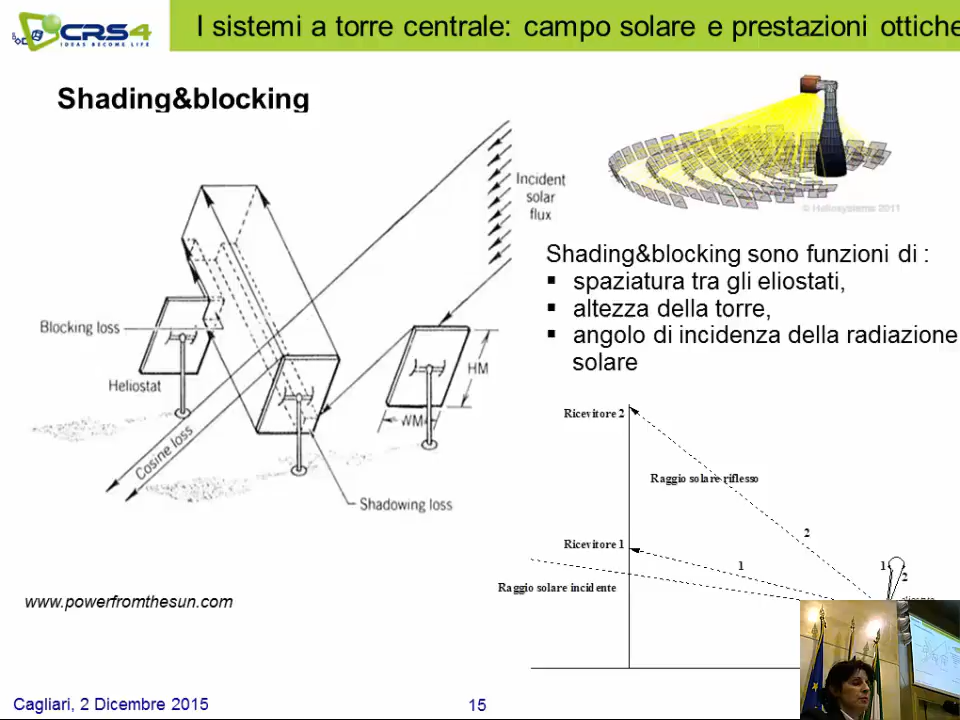 CRS4
IDEAS BECOME LIFE
I sistemi a torre centrale: campo solare e prestazioni ottiche
Shading&blocking
Incident
solar
flux
Blocking loss
Heliostat
HM
WM
Cosine loss
Shadowing loss
© Heliosystems 2011
Shading&blocking sono funzioni di :
▪ spaziatura tra gli eliostati,
▪ altezza della torre,
▪ angolo di incidenza della radiazione
solare
Ricevitore 2
Raggio solare riflesso
2
Ricevitore 1
1
1
2
Raggio solare incidente
www.powerfromthesun.com
Cagliari, 2 Dicembre 2015
15